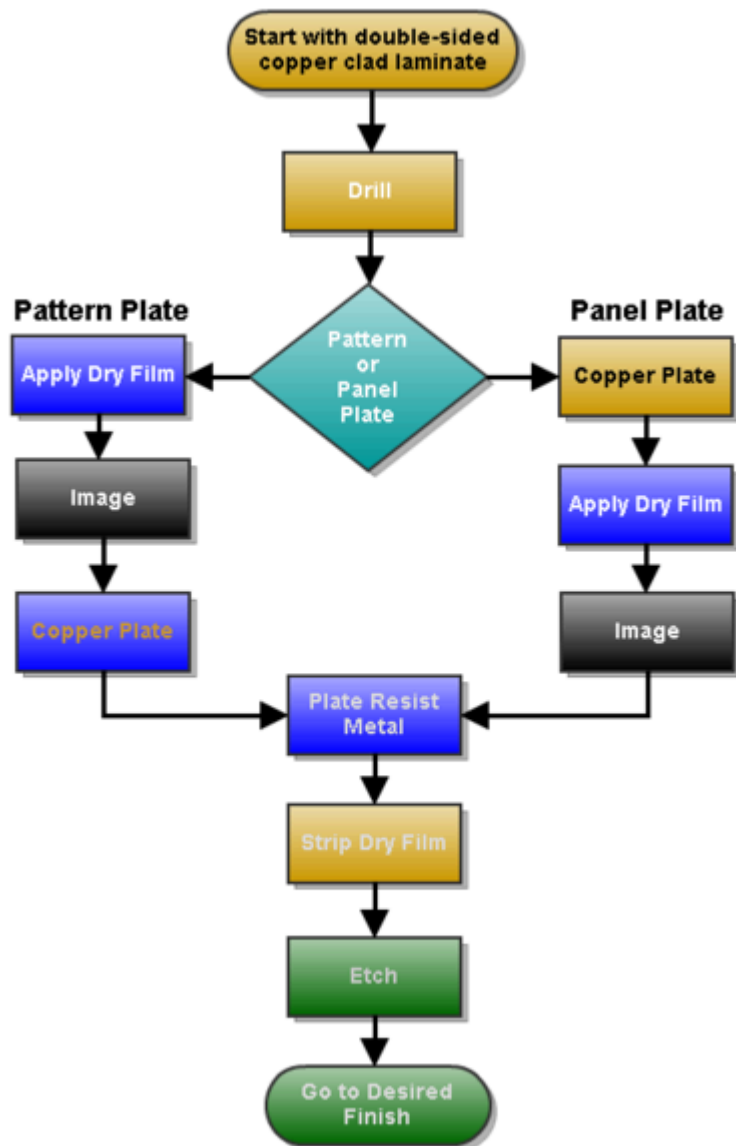 Start with double-sided
copper clad laminate
Drill
Pattern Plate
Panel Plate
Pattern
or
Panel
Plate
Apply Dry Film
Copper Plate
Image
Apply Dry Film
Copper Plate
Image
Plate Resist
Metal
Strip Dry Film
Etch
Go to Desired
Finish